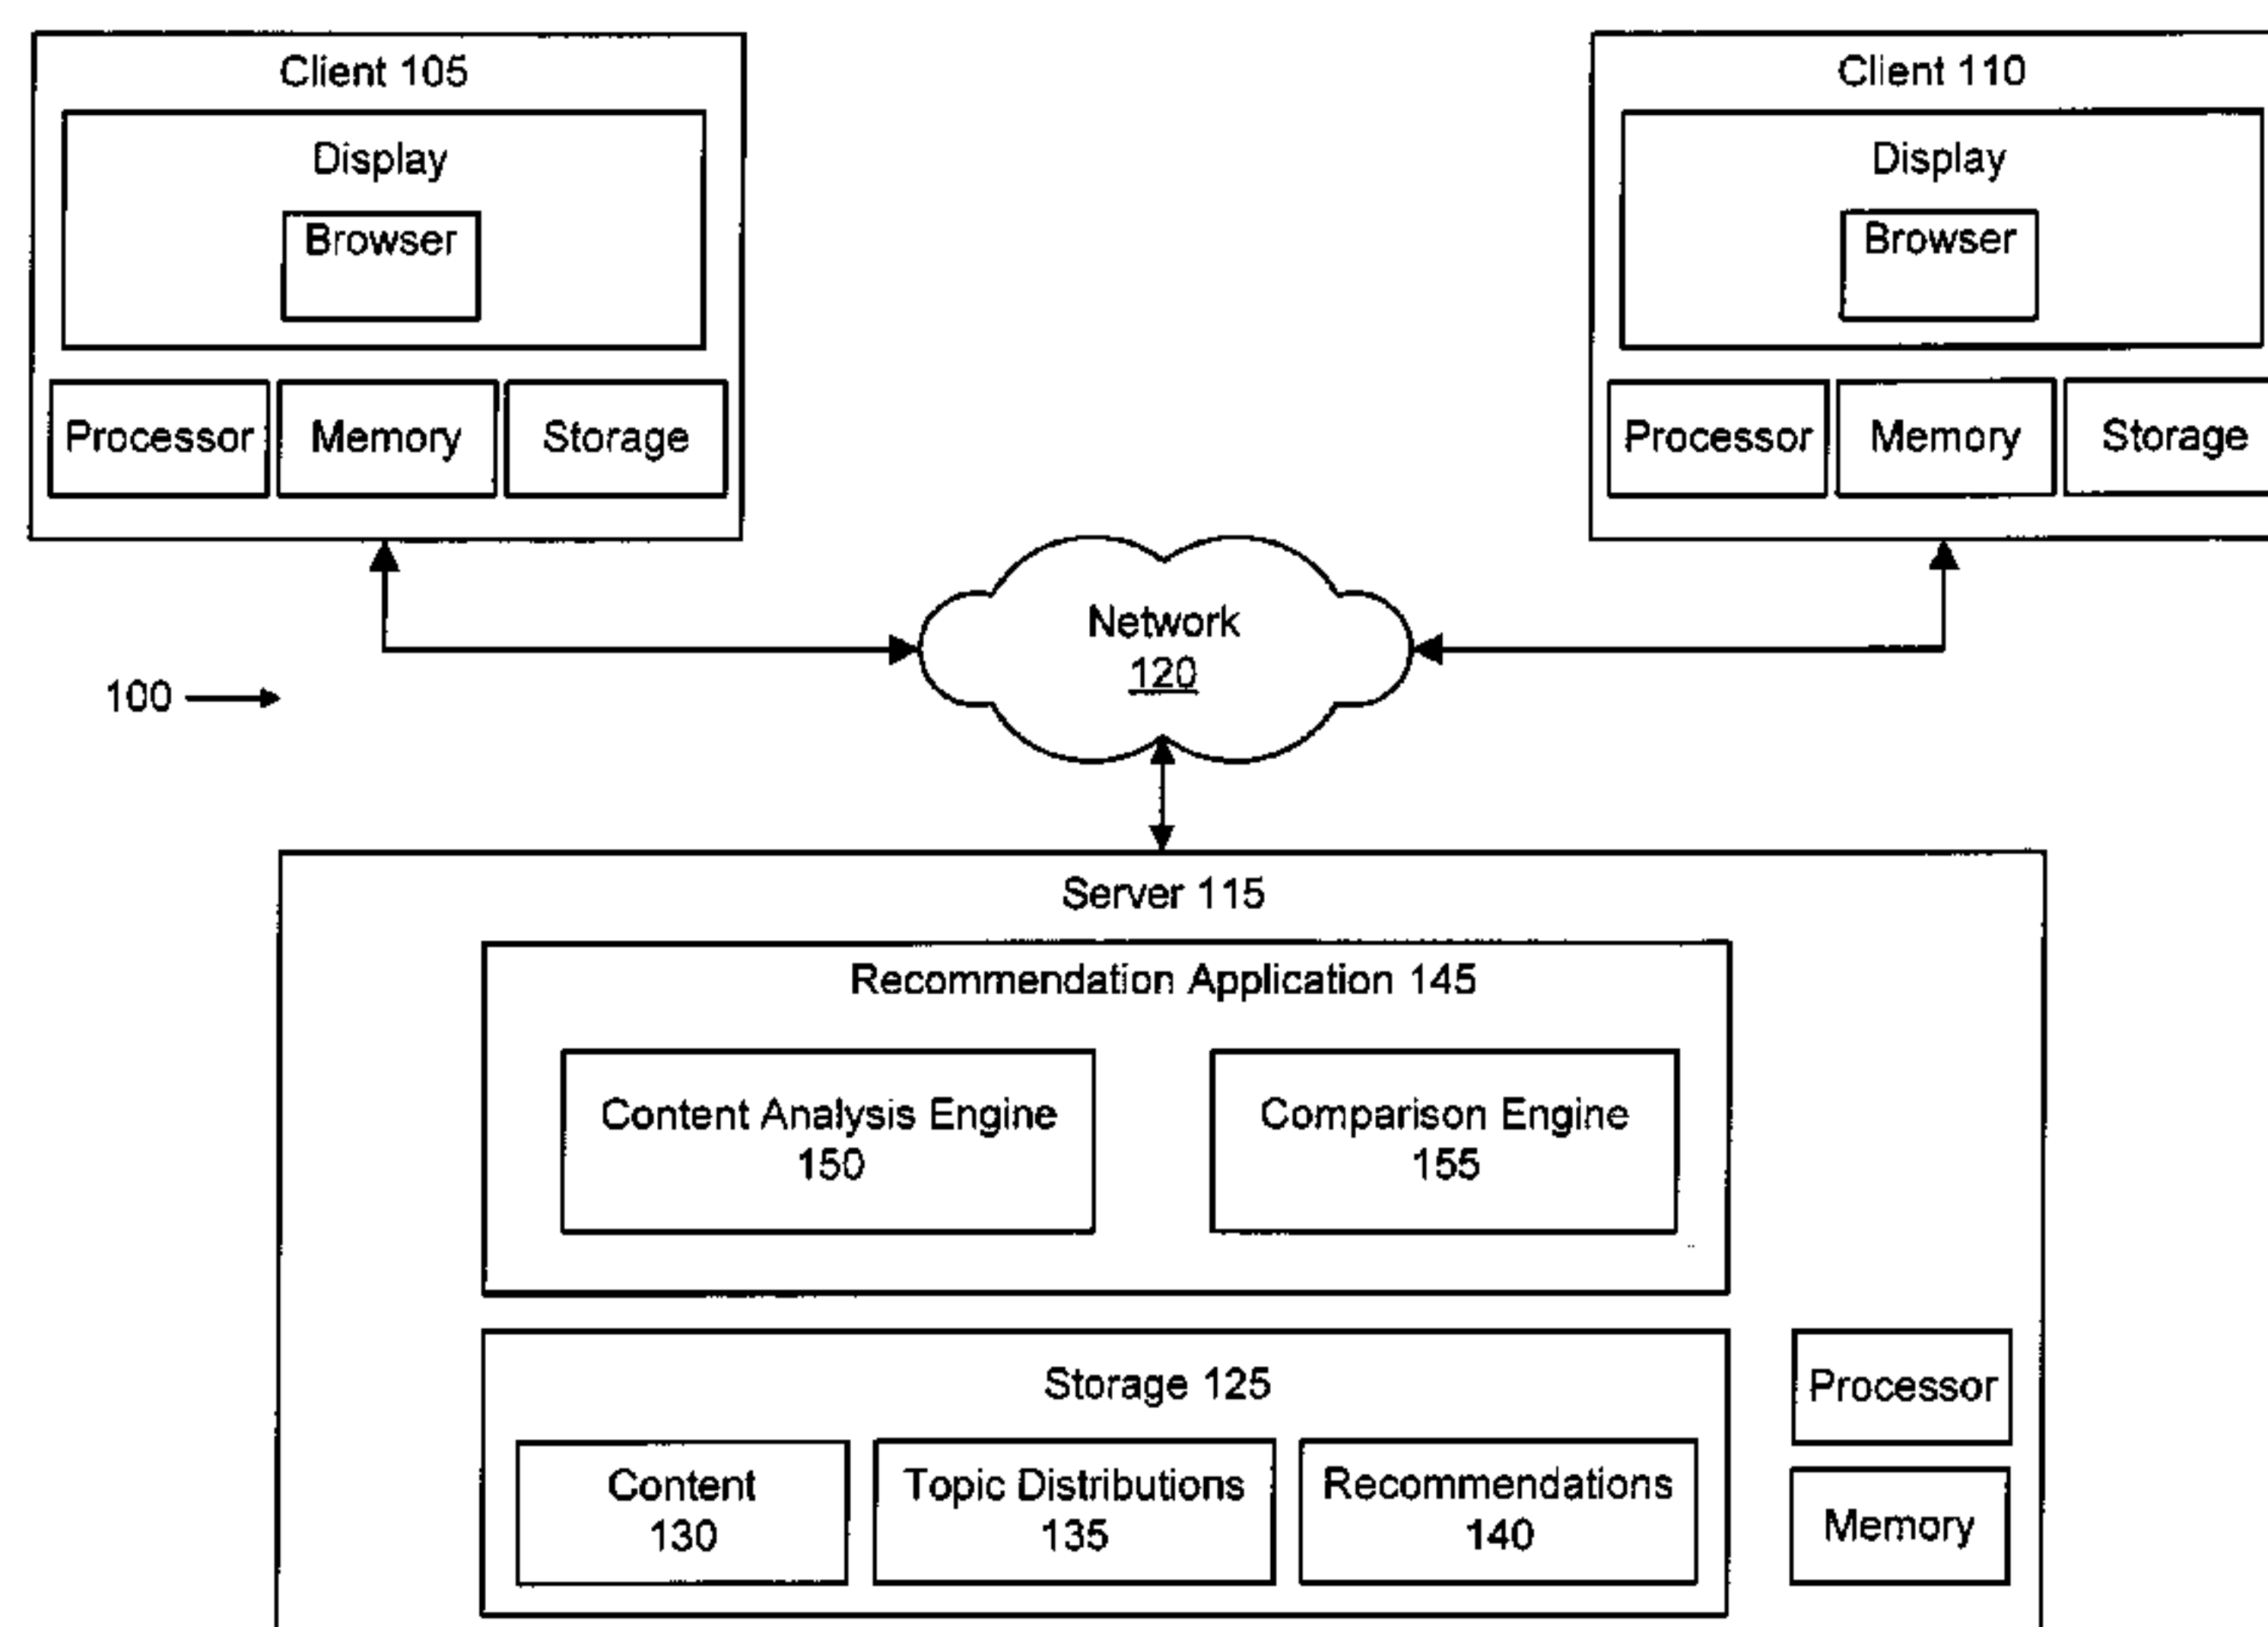 Client 105
Display
Browser
Processor
Memory
Storage
Client 110
Display
Browser
Processor
Memory
Storage
Network
120
100
Server 115
Recommendation Application 145
Content Analysis Engine
150
Comparison Engine
155
Storage 125
Content
130
Topic Distributions
135
Recommendations
140
Processor
Memory